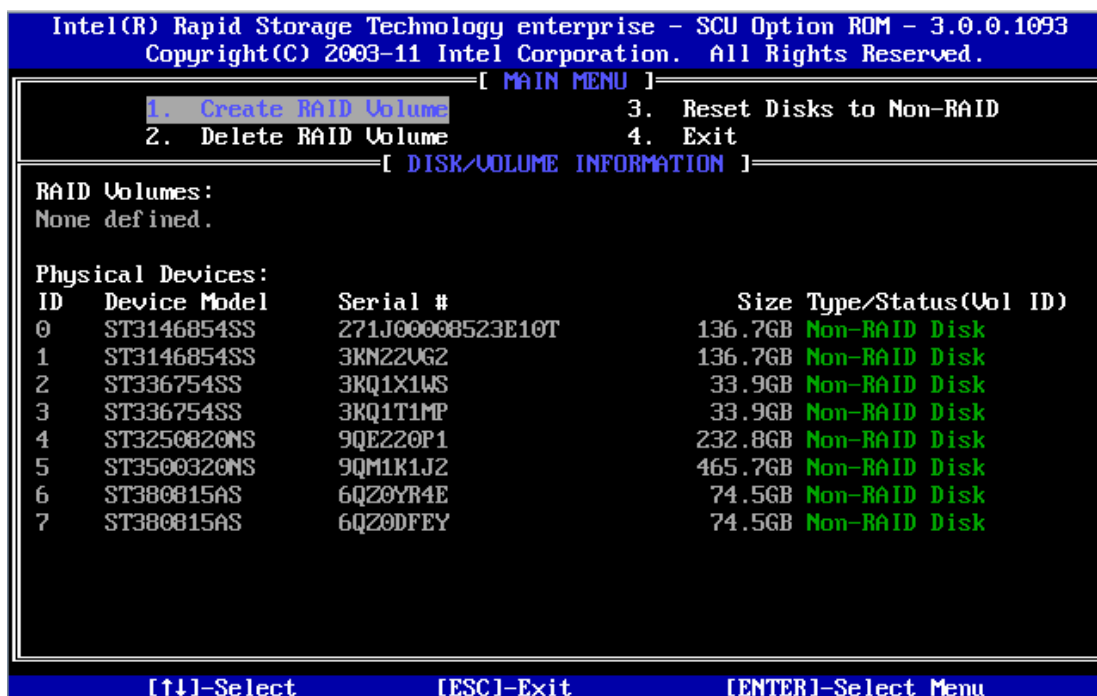 Intel(R) Rapid Storage Technology enterprise - SCU Option ROM - 3.0.0.1093
Copyright(C) 2003-11 Intel Corporation.  All Rights Reserved.
[ MAIN MENU ]
1.  Create RAID Volume  3.  Reset Disks to Non-RAID
2.  Delete RAID Volume  4.  Exit
[ DISK/VOLUME INFORMATION ]
RAID Volumes:
None defined.
Physical Devices:
ID  Device Model  Serial #  Size Type/Status(Vol ID)
0  ST3146854SS  271J00008523E10T  136.7GB Non-RAID Disk
1  ST3146854SS  3KN22VG2  136.7GB Non-RAID Disk
2  ST336754SS  3KQ1X1WS  33.9GB Non-RAID Disk
3  ST336754SS  3KQ1T1MP  33.9GB Non-RAID Disk
4  ST3250820NS  9QE220P1  232.8GB Non-RAID Disk
5  ST3500320NS  9QM1K1J2  465.7GB Non-RAID Disk
6  ST380815AS  6QZ0YR4E  74.5GB Non-RAID Disk
7  ST380815AS  6QZ0DFEY  74.5GB Non-RAID Disk
[↑↓]-Select  [ESC]-Exit  [ENTER]-Select Menu